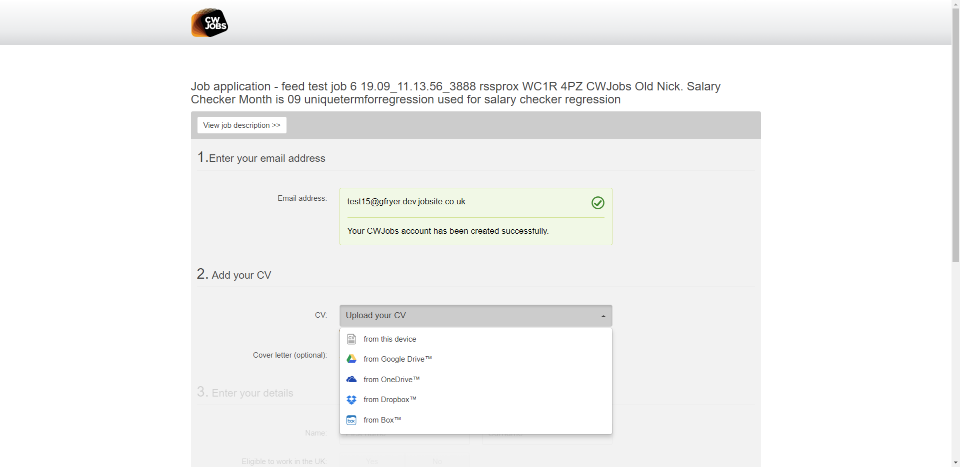 CW
JOBS
Job application - feed test job 6 19.09_11.13.56_3888 rssprox WC1R 4PZ CWJobs Old Nick. Salary
Checker Month is 09 uniquetermforregression used for salary checker regression
View job description >>
1.Enter your email address
Email address:
test15@gfryer.dev.jobsite.co.uk
Your CWJobs account has been created successfully.
2. Add your CV
CV:
Upload your CV
from this device
from Google Drive™
Cover letter (optional):
from OneDrive™
3. Enter your details
from Dropbox™
from Box™
Name:
Eligible to work in the UK: